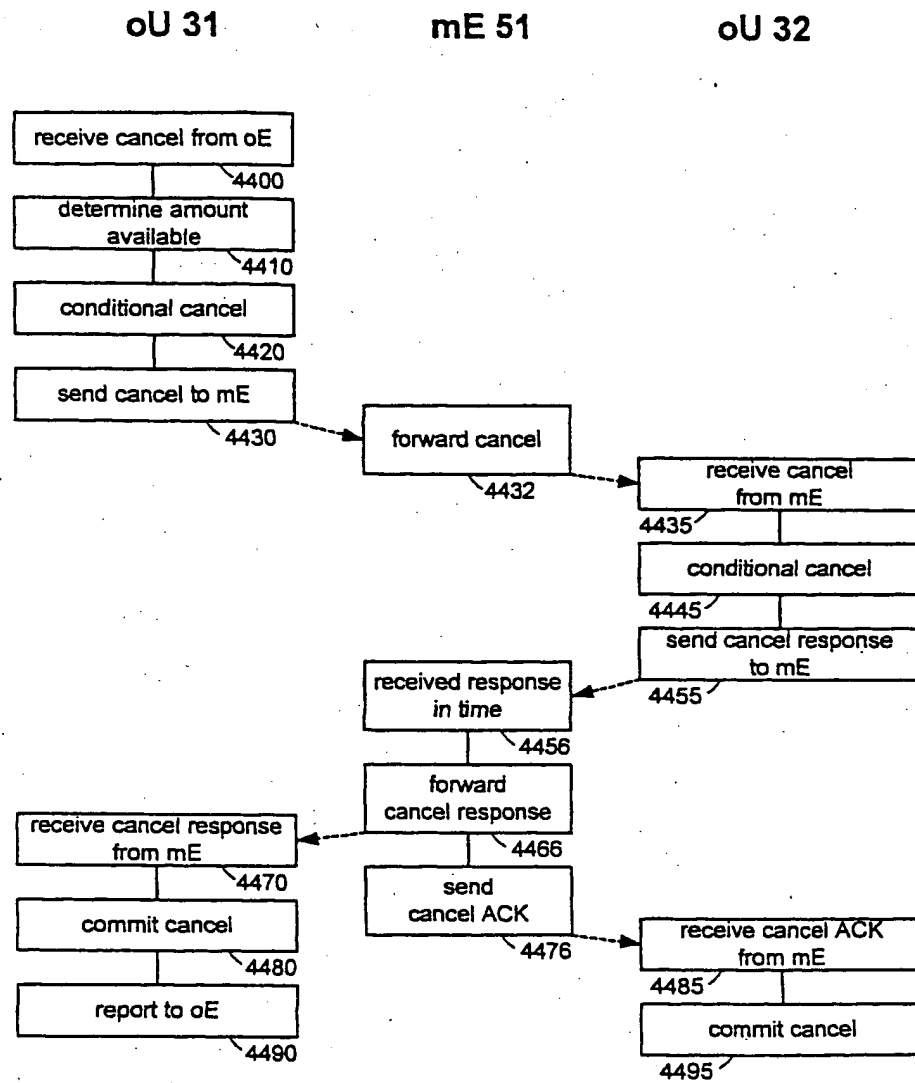 oU 31
mE 51
oU 32
receive cancel from oE
4400
determine amount
available
4410
conditional cancel
4420
send cancel to mE
4430
forward cancel
4432
receive cancel
from mE
4435
conditional cancel
4445
send cancel response
to mE
4455
received response
in time
4456
forward
cancel response
4466
receive cancel response
from mE
4470
send
cancel ACK
4476
commit cancel
4480
receive cancel ACK
from mE
4485
report to oE
4490
commit cancel
4495